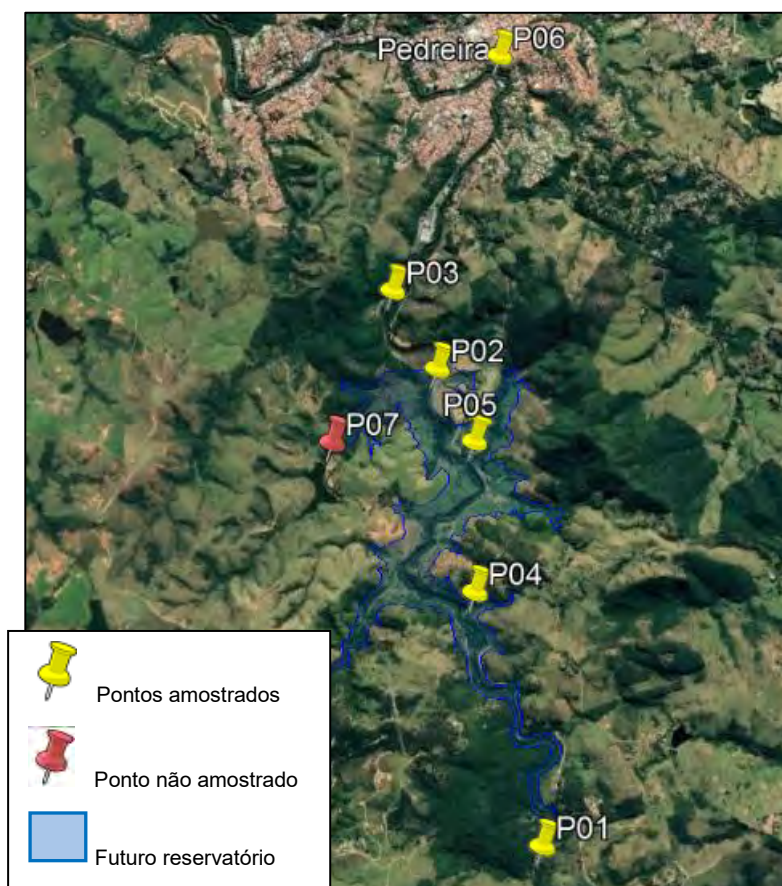 Pedreira P06
P03
P02
P05
P07
P04
P01
Pontos amostrados
Ponto não amostrado
Futuro reservatório